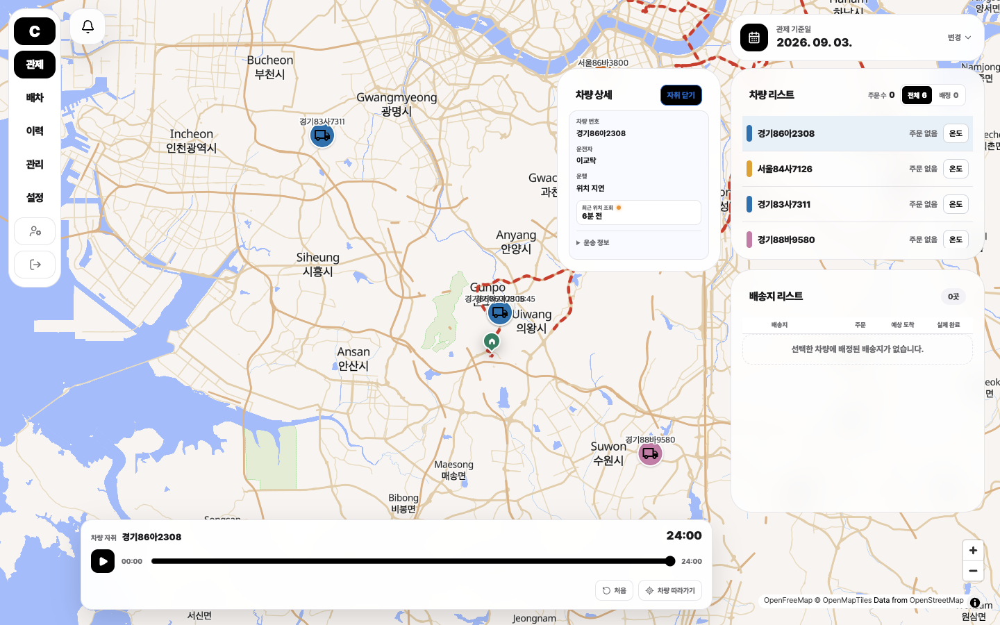 C
관제
배차
이력
관리
설정
Bucheon
부천시
Gwangmyeong
광명시
경기83사7311
Incheon
인천광역시
서울86바3800
Anyang
안양시
Siheung
시흥시
Gunpo
Uiwang
의왕시
Ansan
안산시
Suwon
수원시
경기88바9580
Maesong
매송면
Bibong
비봉면
서신면
Jeongnam
원삼면
하남시
양서면
차량 상세
자취 닫기
차량 번호
경기86아2308
운전자
이교탁
운행
위치 지연
최근 위치 조회
6분 전
▶ 운송 정보
관제 기준일
2026. 09. 03.
변경
차량 리스트
주문수 0
전체 6
배정 0
경기86아2308 주문 없음 온도
서울84사7126 주문 없음 온도
경기83사7311 주문 없음 온도
경기88바9580 주문 없음 온도
배송지 리스트
0곳
배송지 주문 예상 도착 실제 완료
선택한 차량에 배정된 배송지가 없습니다.
차량 자취 경기86아2308
24:00
00:00
24:00
처음
차량 따라가기
OpenFreeMap © OpenMapTiles Data from OpenStreetMap